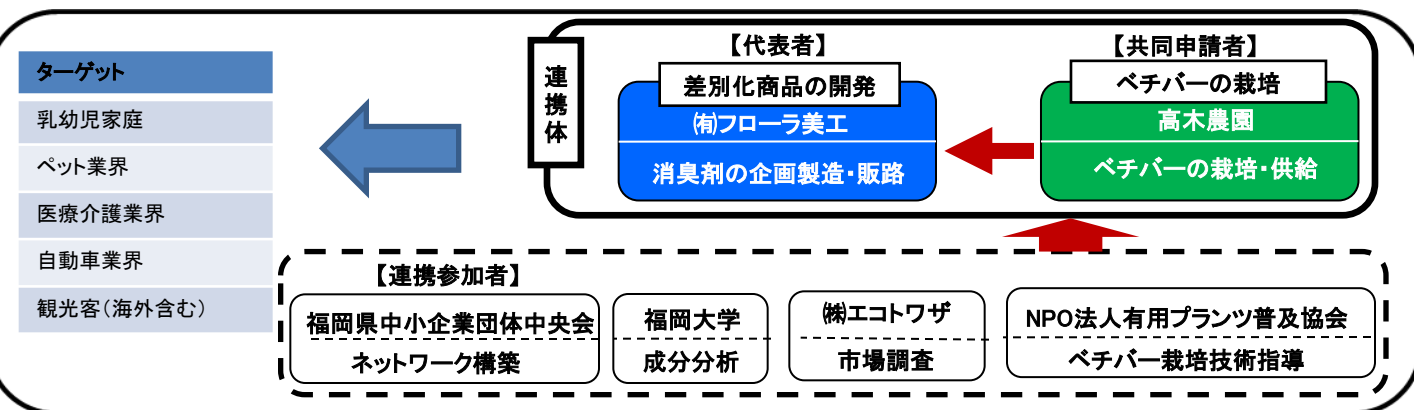 ターゲット
乳幼児家庭
ペット業界
医療介護業界
自動車業界
観光客(海外含む)
連携体
【代表者】
差別化商品の開発
㈲フローラ美工
消臭剤の企画製造・販路
【共同申請者】
ベチバーの栽培
高木農園
ベチバーの栽培・供給
【連携参加者】
福岡県中小企業団体中央会
ネットワーク構築
福岡大学
成分分析
㈱エコトワザ
市場調査
NPO法人有用プランツ普及協会
ベチバー栽培技術指導